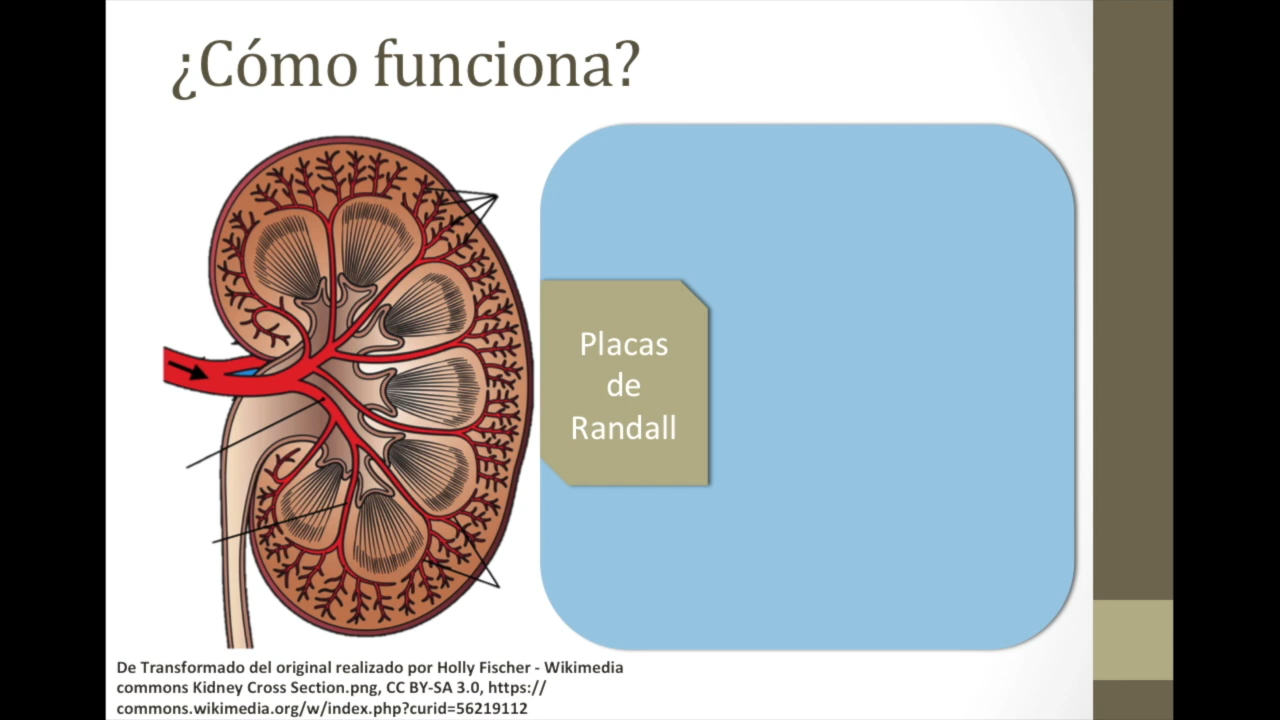 ¿Cómo funciona?
Placas
de
Randall
De Transformado del original realizado por Holly Fischer - Wikimedia
commons Kidney Cross Section.png, CC BY-SA 3.0, https://
commons.wikimedia.org/w/index.php?curid=56219112